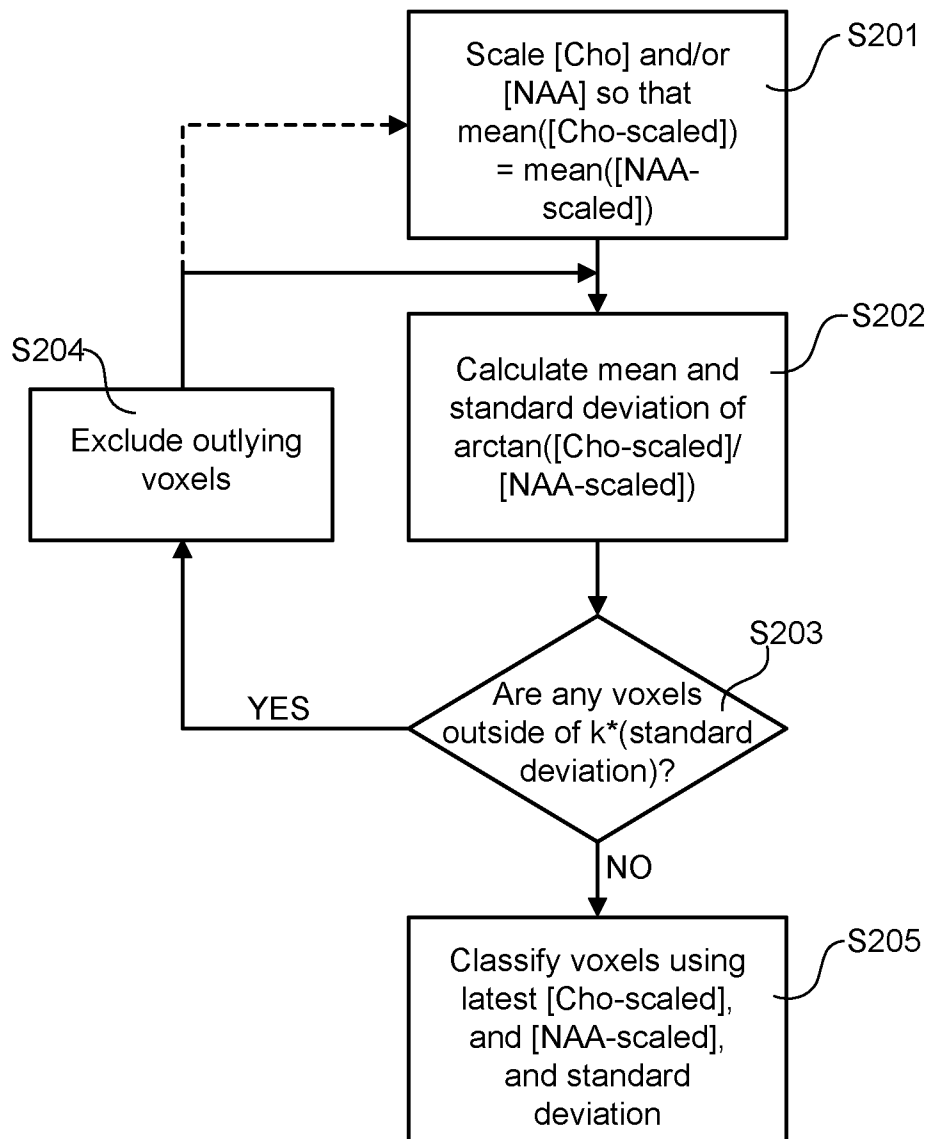 S201
Scale [Cho] and/or
[NAA] so that
mean([Cho-scaled])
= mean([NAA-
scaled])
S202
Calculate mean and
standard deviation of
arctan([Cho-scaled]/
[NAA-scaled])
S204
Exclude outlying
voxels
S203
Are any voxels
outside of k*(standard
deviation)?
YES
NO
S205
Classify voxels using
latest [Cho-scaled],
and [NAA-scaled],
and standard
deviation